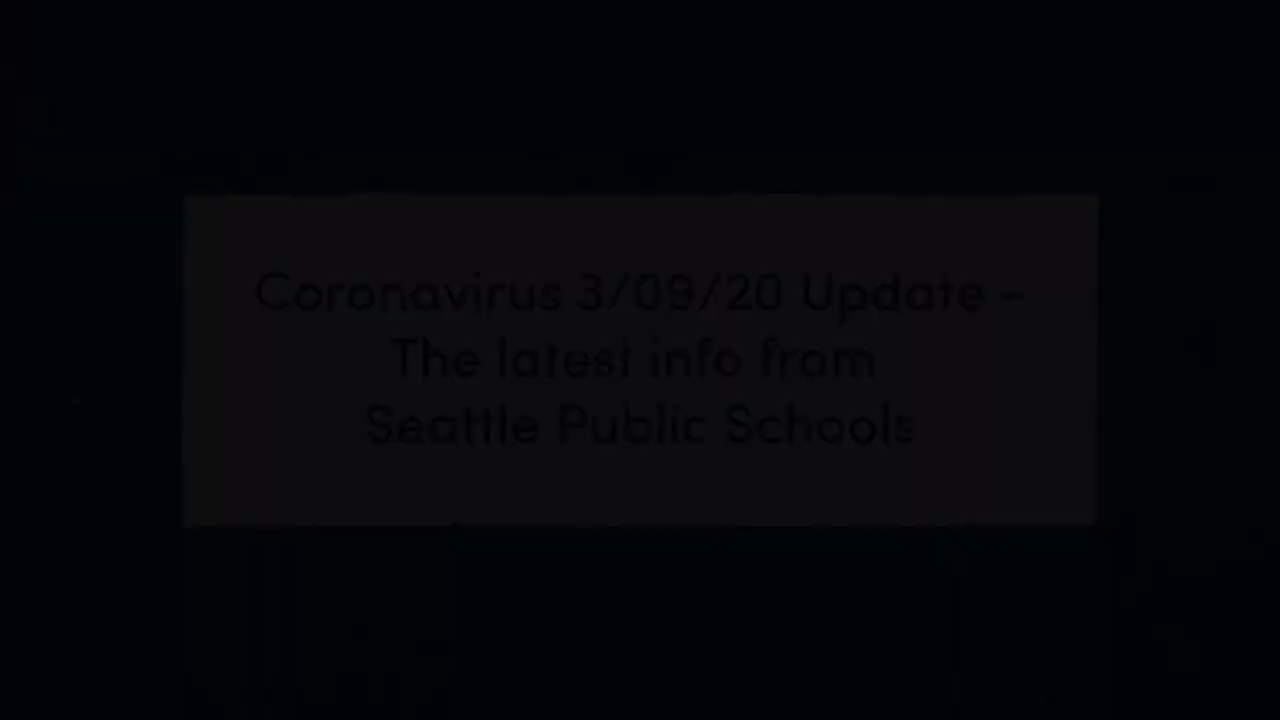 Coronavirus 3/09/20 Update –
The latest info from
Seattle Public Schools